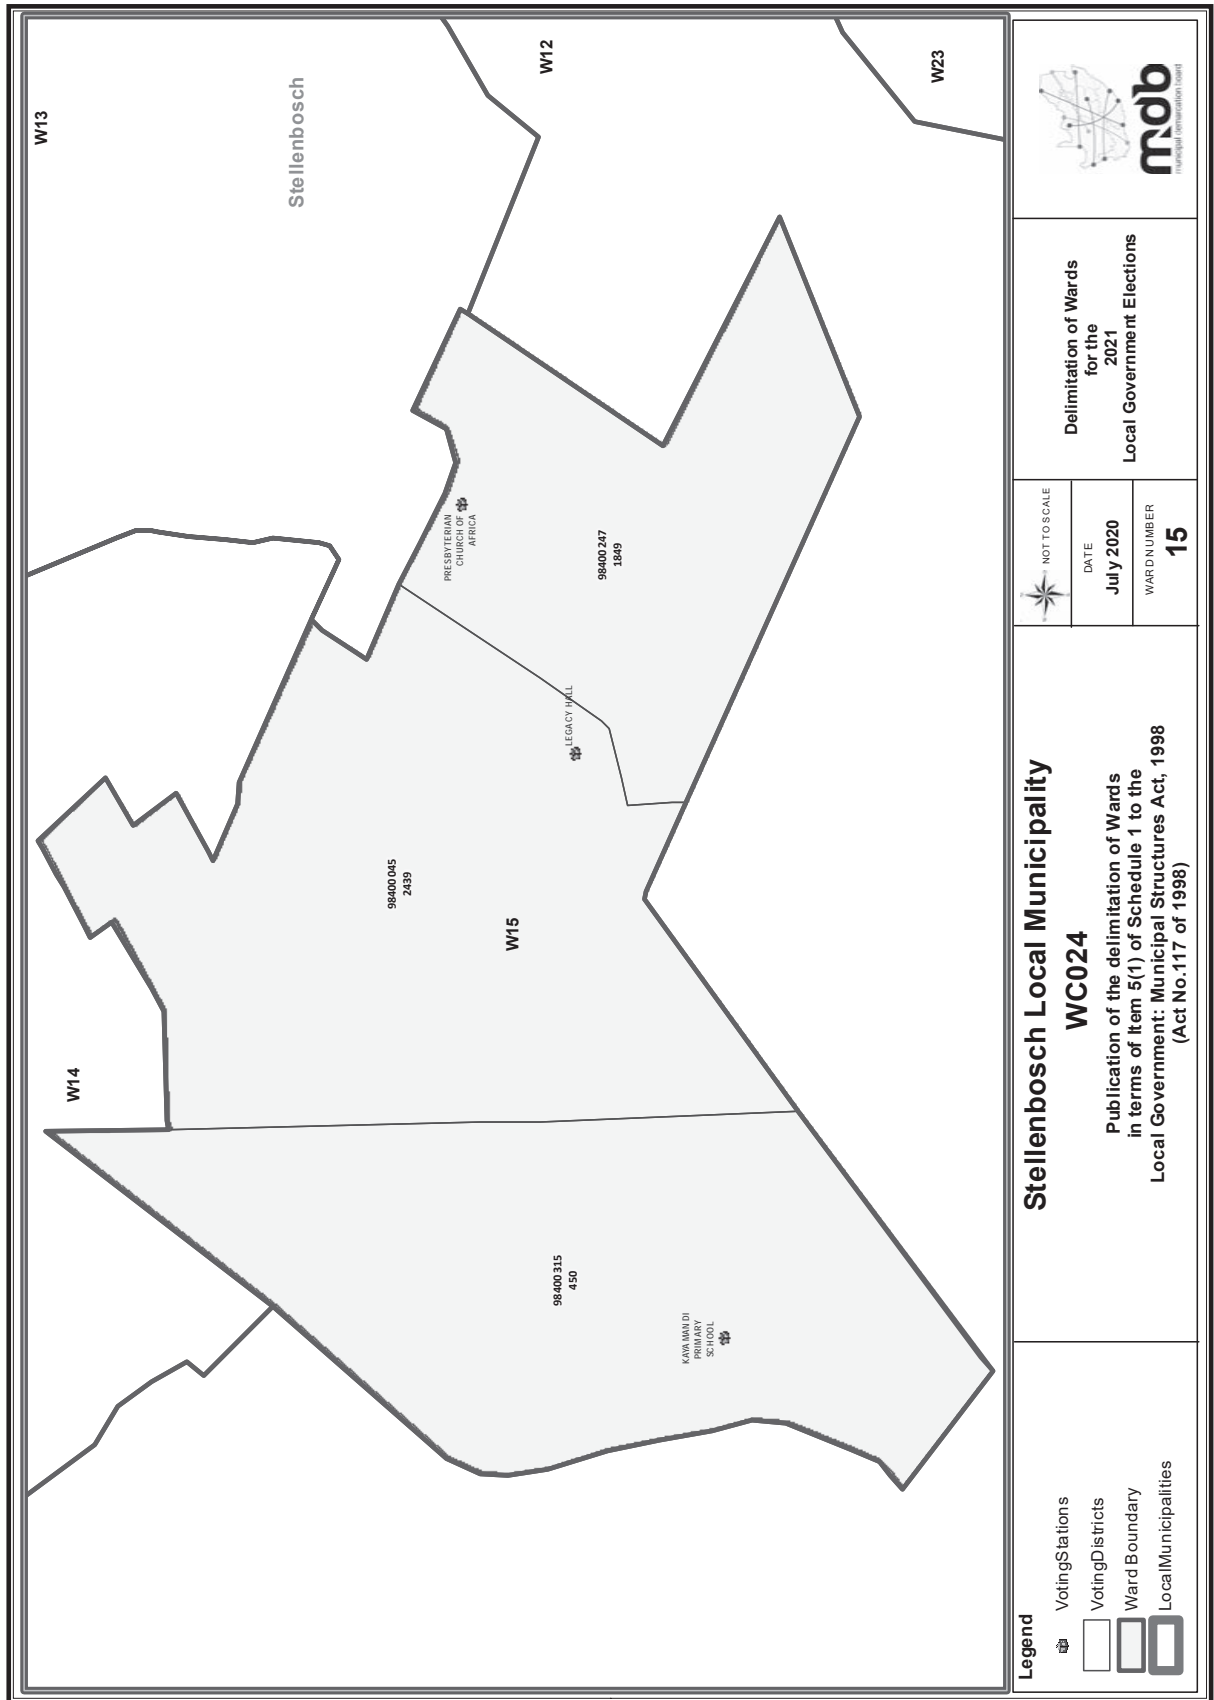 W13
Stellenbosch
W12
W23
W14
PRESBYTERIAN
CHURCH OF
AFRICA
98400247
1849
LEGACY HALL
98400045
2439
W15
98400315
450
KAYAMANDI
PRIMARY
SCHOOL
Legend
VotingStations
VotingDistricts
Ward Boundary
LocalMunicipalities
Stellenbosch Local Municipality
WC024
Publication of the delimitation of Wards
in terms of Item 5(1) of Schedule 1 to the
Local Government: Municipal Structures Act, 1998
(Act No.117 of 1998)
NOT TO SCALE
DATE
July 2020
WARD NUMBER
15
Delimitation of Wards
for the
2021
Local Government Elections
mdb
municipal demarcation board